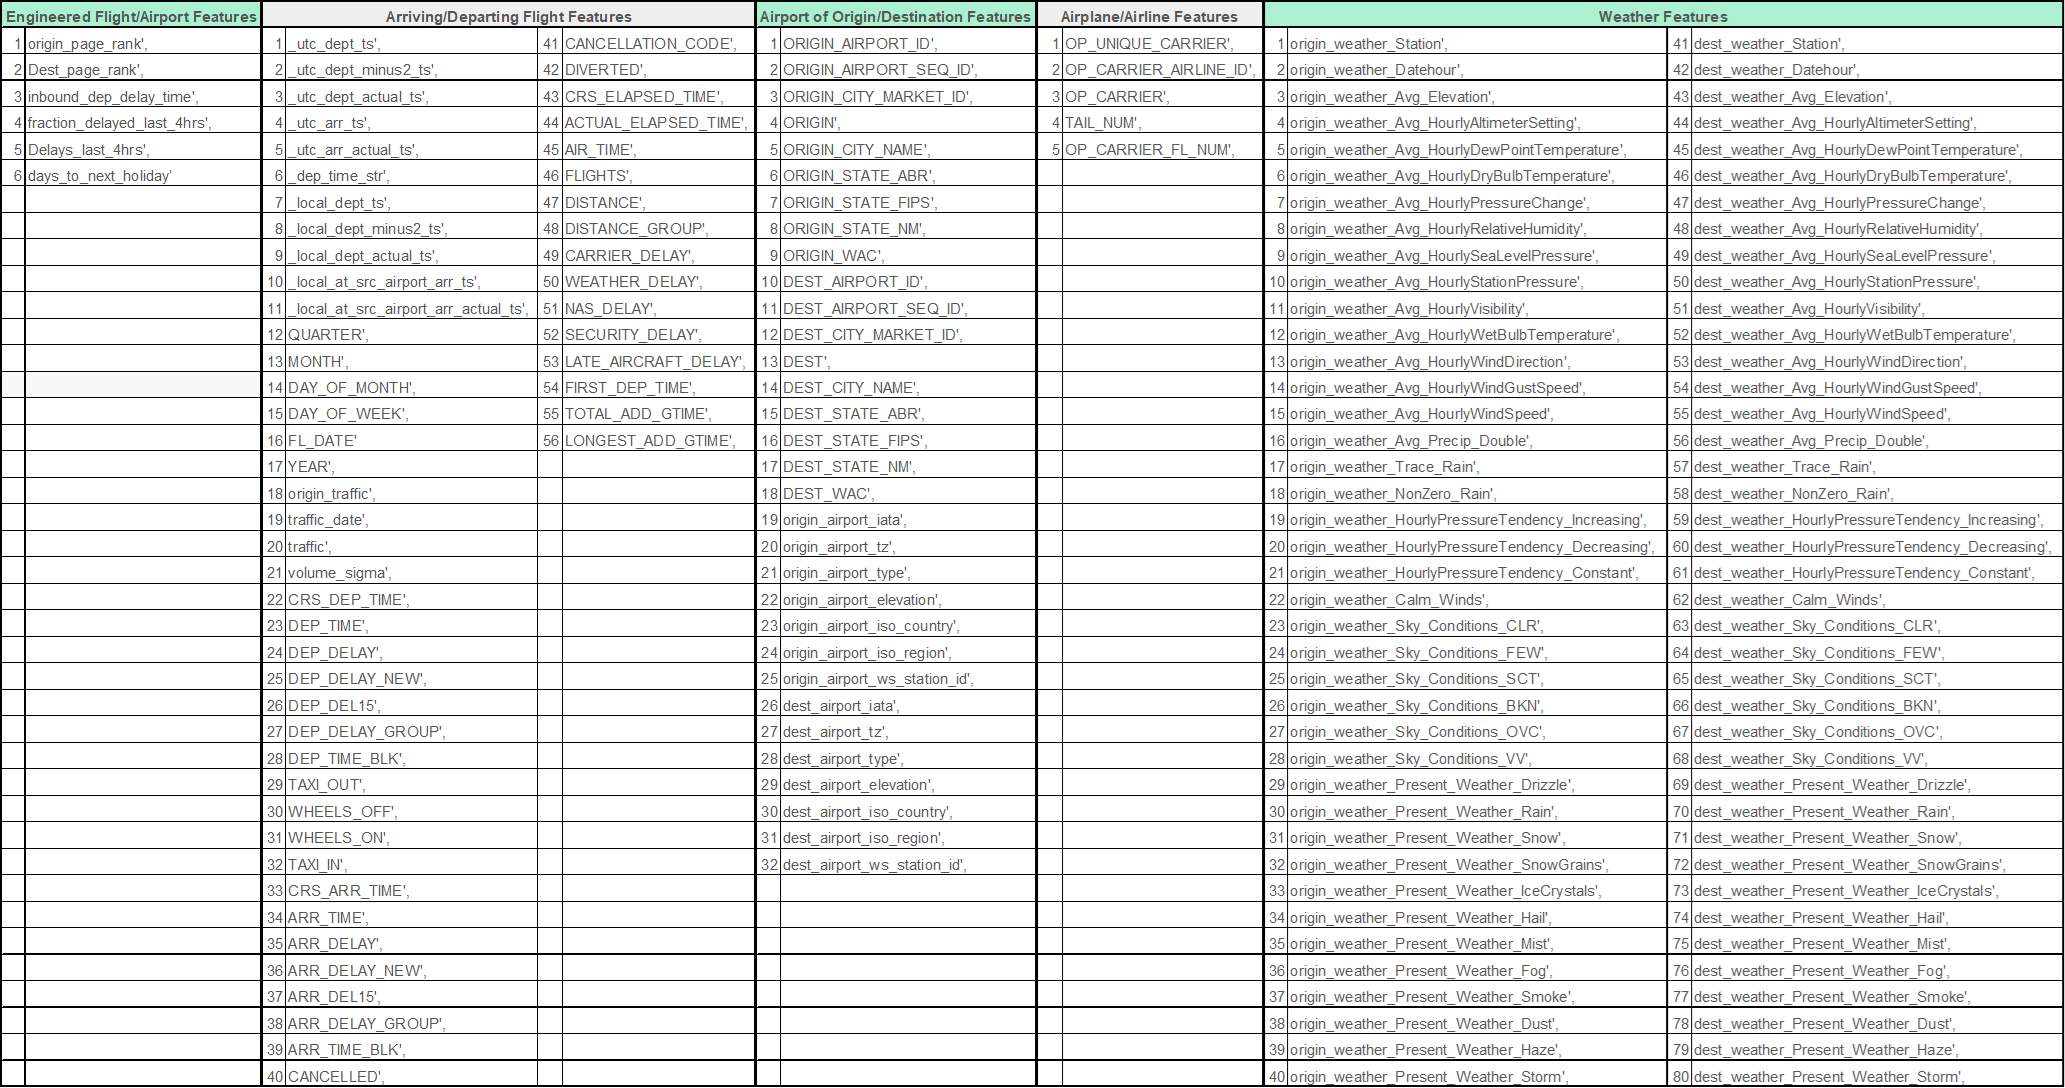 Engineered Flight/Airport Features Arriving/Departing Flight Features Airport of Origin/Destination Features Airplane/Airline Features Weather Features
1 origin_page_rank', 1 _utc_dept_ts', 41 CANCELLATION_CODE', 1 ORIGIN_AIRPORT_ID', 1 OP_UNIQUE_CARRIER', 1 origin_weather_Station', 41 dest_weather_Station',
2 Dest_page_rank', 2 _utc_dept_minus2_ts', 42 DIVERTED', 2 ORIGIN_AIRPORT_SEQ_ID', 2 OP_CARRIER_AIRLINE_ID', 2 origin_weather_Datehour', 42 dest_weather_Datehour',
3 inbound_dep_delay_time', 3 _utc_dept_actual_ts', 43 CRS_ELAPSED_TIME', 3 ORIGIN_CITY_MARKET_ID', 3 OP_CARRIER', 3 origin_weather_Avg_Elevation', 43 dest_weather_Avg_Elevation',
4 fraction_delayed_last_4hrs', 4 _utc_arr_ts', 44 ACTUAL_ELAPSED_TIME', 4 ORIGIN', 4 TAIL_NUM', 4 origin_weather_Avg_HourlyAltimeterSetting', 44 dest_weather_Avg_HourlyAltimeterSetting',
5 Delays_last_4hrs', 5 _utc_arr_actual_ts', 45 AIR_TIME', 5 ORIGIN_CITY_NAME', 5 OP_CARRIER_FL_NUM', 5 origin_weather_Avg_HourlyDewPointTemperature', 45 dest_weather_Avg_HourlyDewPointTemperature',
6 days_to_next_holiday' 6 _dep_time_str', 46 FLIGHTS', 6 ORIGIN_STATE_ABR', 6 origin_weather_Avg_HourlyDryBulbTemperature', 46 dest_weather_Avg_HourlyDryBulbTemperature',
7 _local_dept_ts', 47 DISTANCE', 7 ORIGIN_STATE_FIPS', 7 origin_weather_Avg_HourlyPressureChange', 47 dest_weather_Avg_HourlyPressureChange',
8 _local_dept_minus2_ts', 48 DISTANCE_GROUP', 8 ORIGIN_STATE_NM', 8 origin_weather_Avg_HourlyRelativeHumidity', 48 dest_weather_Avg_HourlyRelativeHumidity',
9 _local_dept_actual_ts', 49 CARRIER_DELAY', 9 ORIGIN_WAC', 9 origin_weather_Avg_HourlySeaLevelPressure', 49 dest_weather_Avg_HourlySeaLevelPressure',
10 _local_at_src_airport_arr_ts', 50 WEATHER_DELAY', 10 DEST_AIRPORT_ID', 10 origin_weather_Avg_HourlyStationPressure', 50 dest_weather_Avg_HourlyStationPressure',
11 _local_at_src_airport_arr_actual_ts', 51 NAS_DELAY', 11 DEST_AIRPORT_SEQ_ID', 11 origin_weather_Avg_HourlyVisibility', 51 dest_weather_Avg_HourlyVisibility',
12 QUARTER', 52 SECURITY_DELAY', 12 DEST_CITY_MARKET_ID', 12 origin_weather_Avg_HourlyWetBulbTemperature', 52 dest_weather_Avg_HourlyWetBulbTemperature',
13 MONTH', 53 LATE_AIRCRAFT_DELAY', 13 DEST', 13 origin_weather_Avg_HourlyWindDirection', 53 dest_weather_Avg_HourlyWindDirection',
14 DAY_OF_MONTH', 54 FIRST_DEP_TIME', 14 DEST_CITY_NAME', 14 origin_weather_Avg_HourlyWindGustSpeed', 54 dest_weather_Avg_HourlyWindGustSpeed',
15 DAY_OF_WEEK', 55 TOTAL_ADD_GTIME', 15 DEST_STATE_ABR', 15 origin_weather_Avg_HourlyWindSpeed', 55 dest_weather_Avg_HourlyWindSpeed',
16 FL_DATE' 56 LONGEST_ADD_GTIME', 16 DEST_STATE_FIPS', 16 origin_weather_Avg_Precip_Double', 56 dest_weather_Avg_Precip_Double',
17 YEAR', 17 DEST_STATE_NM', 17 origin_weather_Trace_Rain', 57 dest_weather_Trace_Rain',
18 origin_traffic', 18 DEST_WAC', 18 origin_weather_NonZero_Rain', 58 dest_weather_NonZero_Rain',
19 traffic_date', 19 origin_airport_iata', 19 origin_weather_HourlyPressureTendency_Increasing', 59 dest_weather_HourlyPressureTendency_Increasing',
20 traffic', 20 origin_airport_tz', 20 origin_weather_HourlyPressureTendency_Decreasing', 60 dest_weather_HourlyPressureTendency_Decreasing',
21 volume_sigma', 21 origin_airport_type', 21 origin_weather_HourlyPressureTendency_Constant', 61 dest_weather_HourlyPressureTendency_Constant',
22 CRS_DEP_TIME', 22 origin_airport_elevation', 22 origin_weather_Calm_Winds', 62 dest_weather_Calm_Winds',
23 DEP_TIME', 23 origin_airport_iso_country', 23 origin_weather_Sky_Conditions_CLR', 63 dest_weather_Sky_Conditions_CLR',
24 DEP_DELAY', 24 origin_airport_iso_region', 24 origin_weather_Sky_Conditions_FEW', 64 dest_weather_Sky_Conditions_FEW',
25 DEP_DELAY_NEW', 25 origin_airport_ws_station_id', 25 origin_weather_Sky_Conditions_SCT', 65 dest_weather_Sky_Conditions_SCT',
26 DEP_DEL15', 26 dest_airport_iata', 26 origin_weather_Sky_Conditions_BKN', 66 dest_weather_Sky_Conditions_BKN',
27 DEP_DELAY_GROUP', 27 dest_airport_tz', 27 origin_weather_Sky_Conditions_OVC', 67 dest_weather_Sky_Conditions_OVC',
28 DEP_TIME_BLK', 28 dest_airport_type', 28 origin_weather_Sky_Conditions_VV', 68 dest_weather_Sky_Conditions_VV',
29 TAXI_OUT', 29 dest_airport_elevation', 29 origin_weather_Present_Weather_Drizzle', 69 dest_weather_Present_Weather_Drizzle',
30 WHEELS_OFF', 30 dest_airport_iso_country', 30 origin_weather_Present_Weather_Rain', 70 dest_weather_Present_Weather_Rain',
31 WHEELS_ON', 31 dest_airport_iso_region', 31 origin_weather_Present_Weather_Snow', 71 dest_weather_Present_Weather_Snow',
32 TAXI_IN', 32 dest_airport_ws_station_id', 32 origin_weather_Present_Weather_SnowGrains', 72 dest_weather_Present_Weather_SnowGrains',
33 CRS_ARR_TIME', 33 origin_weather_Present_Weather_IceCrystals', 73 dest_weather_Present_Weather_IceCrystals',
34 ARR_TIME', 34 origin_weather_Present_Weather_Hail', 74 dest_weather_Present_Weather_Hail',
35 ARR_DELAY', 35 origin_weather_Present_Weather_Mist', 75 dest_weather_Present_Weather_Mist',
36 ARR_DELAY_NEW', 36 origin_weather_Present_Weather_Fog', 76 dest_weather_Present_Weather_Fog',
37 ARR_DEL15', 37 origin_weather_Present_Weather_Smoke', 77 dest_weather_Present_Weather_Smoke',
38 ARR_DELAY_GROUP', 38 origin_weather_Present_Weather_Dust', 78 dest_weather_Present_Weather_Dust',
39 ARR_TIME_BLK', 39 origin_weather_Present_Weather_Haze', 79 dest_weather_Present_Weather_Haze',
40 CANCELLED', 40 origin_weather_Present_Weather_Storm', 80 dest_weather_Present_Weather_Storm',